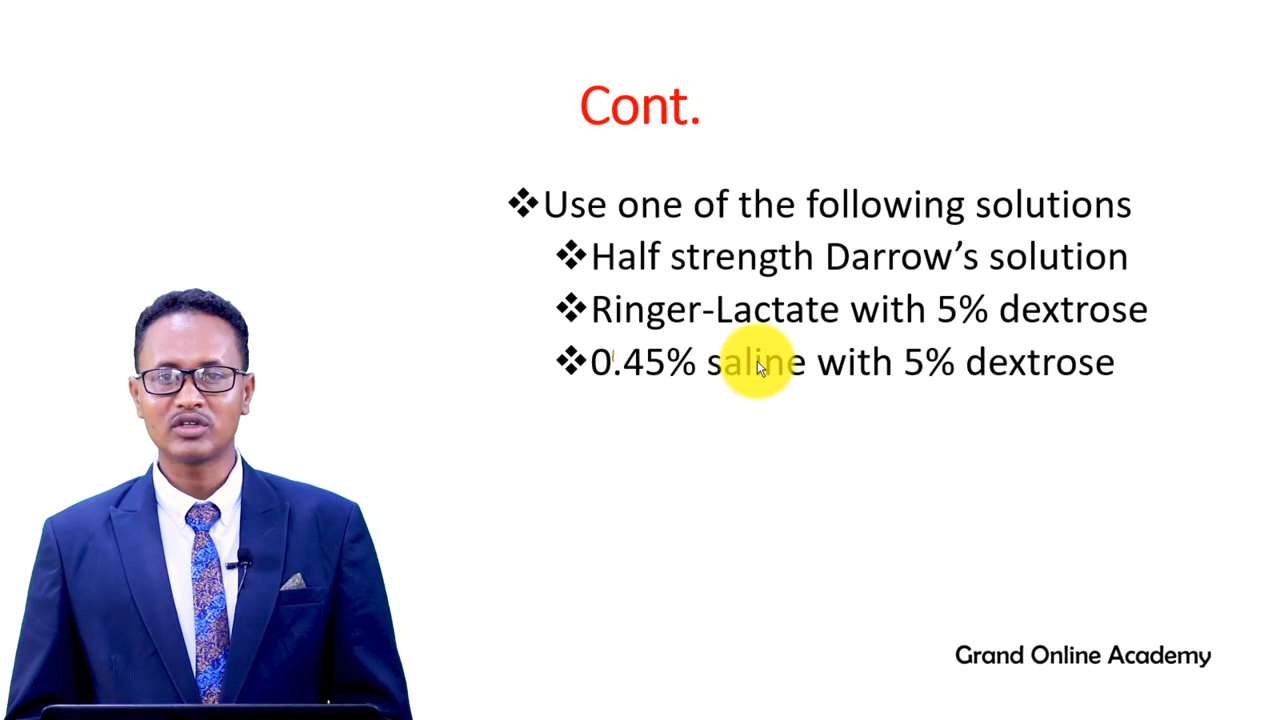 Cont.
❖Use one of the following solutions
❖Half strength Darrow’s solution
❖Ringer-Lactate with 5% dextrose
❖0.45% saline with 5% dextrose
Grand Online Academy